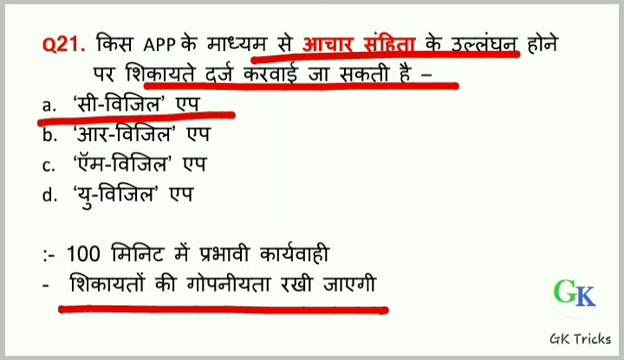 Q21. किस APP के माध्यम से आचार संहिता के उल्लंघन होने
पर शिकायते दर्ज करवाई जा सकती है –
a. ‘सी-विजिल’ एप
b. ‘आर-विजिल’ एप
c. ‘ऍम-विजिल’ एप
d. ‘यु-विजिल’ एप
:- 100 मिनिट में प्रभावी कार्यवाही
- शिकायतों की गोपनीयता रखी जाएगी
GK
GK Tricks